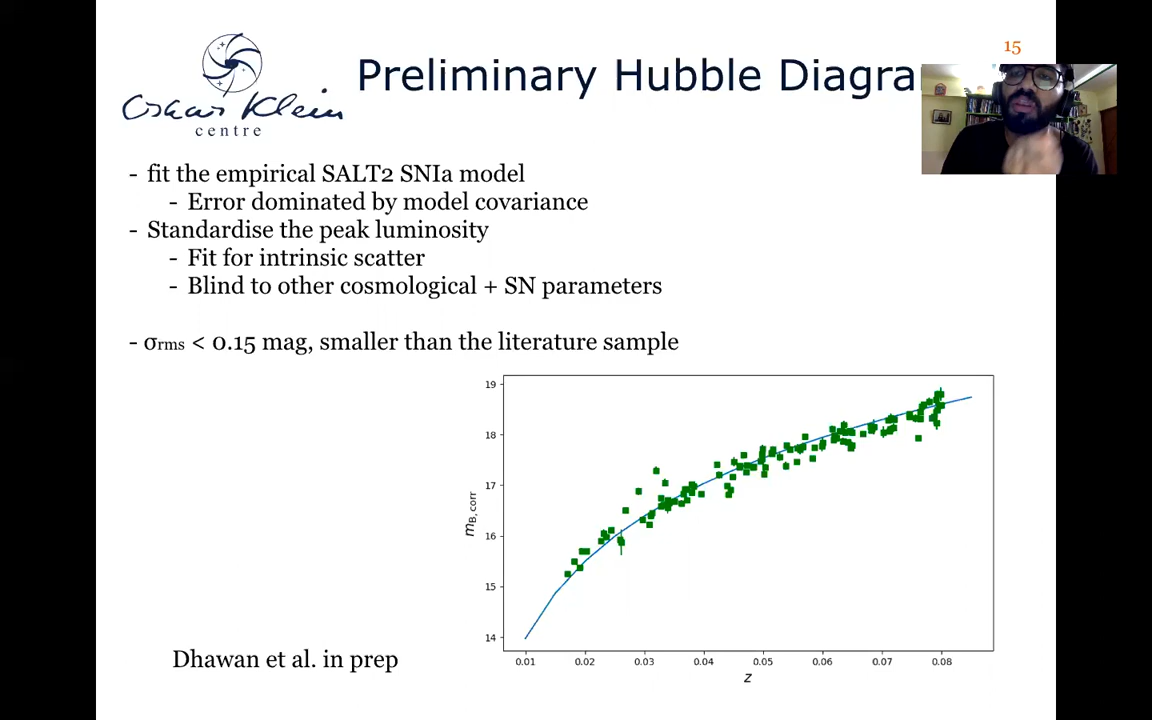 15
Oskar Klein
centre
Preliminary Hubble Diagra
- fit the empirical SALT2 SNIa model
- Error dominated by model covariance
- Standardise the peak luminosity
- Fit for intrinsic scatter
- Blind to other cosmological + SN parameters
- σrms < 0.15 mag, smaller than the literature sample
19
18
17
16
15
14
mB,corr
0.01 0.02 0.03 0.04 0.05 0.06 0.07 0.08
z
Dhawan et al. in prep